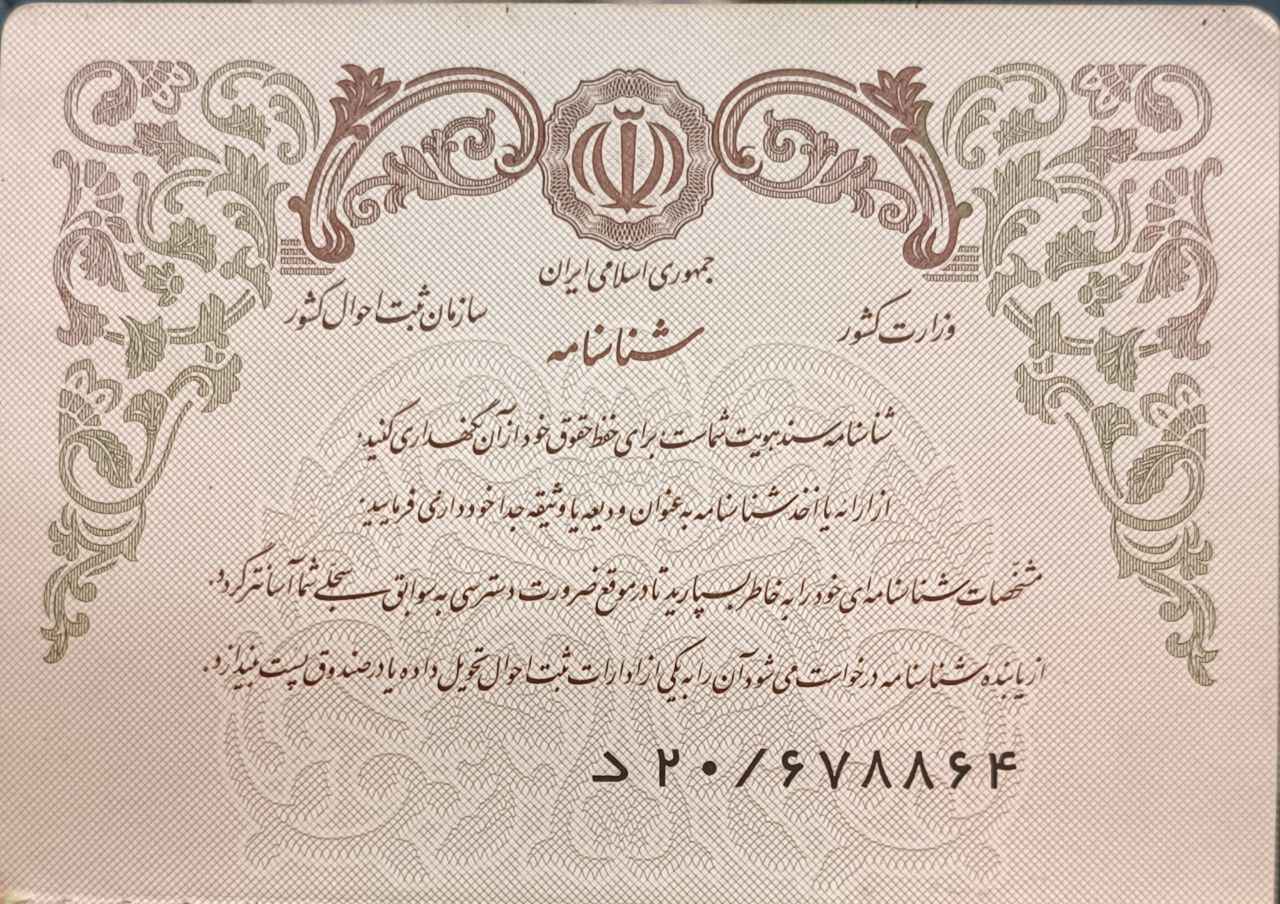 جمهوری اسلامی ایران
وزارت کشور
سازمان ثبت احوال کشور
شناسنامه
شناسنامه سند هویت شماست، برای حفظ حقوق خود از آن نگهداری کنید.
از ارائه یا اخذ شناسنامه به عنوان ودیعه یا وثیقه جدا خودداری فرمایید.
مشخّصات شناسنامه‌ای خود را به خاطر بسپارید تا در موقع ضرورت دسترسی به سوابق سجلی شما آسانتر گردد.
از یابنده شناسنامه درخواست می‌شود آن را به یکی از ادارات ثبت احوال تحویل داده یا در صندوق پست بیندازد.
د ۲۰/۶۷۸۸۶۴